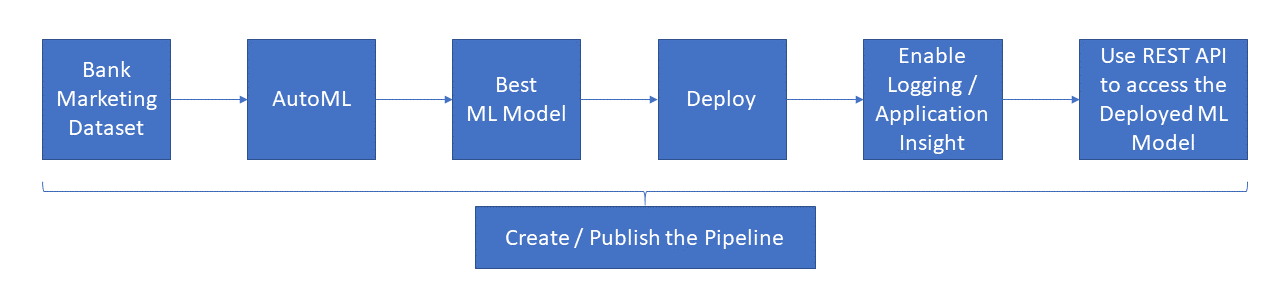 Bank
Marketing
Dataset
AutoML
Best
ML Model
Deploy
Enable
Logging /
Application
Insight
Use REST API
to access the
Deployed ML
Model
Create / Publish the Pipeline